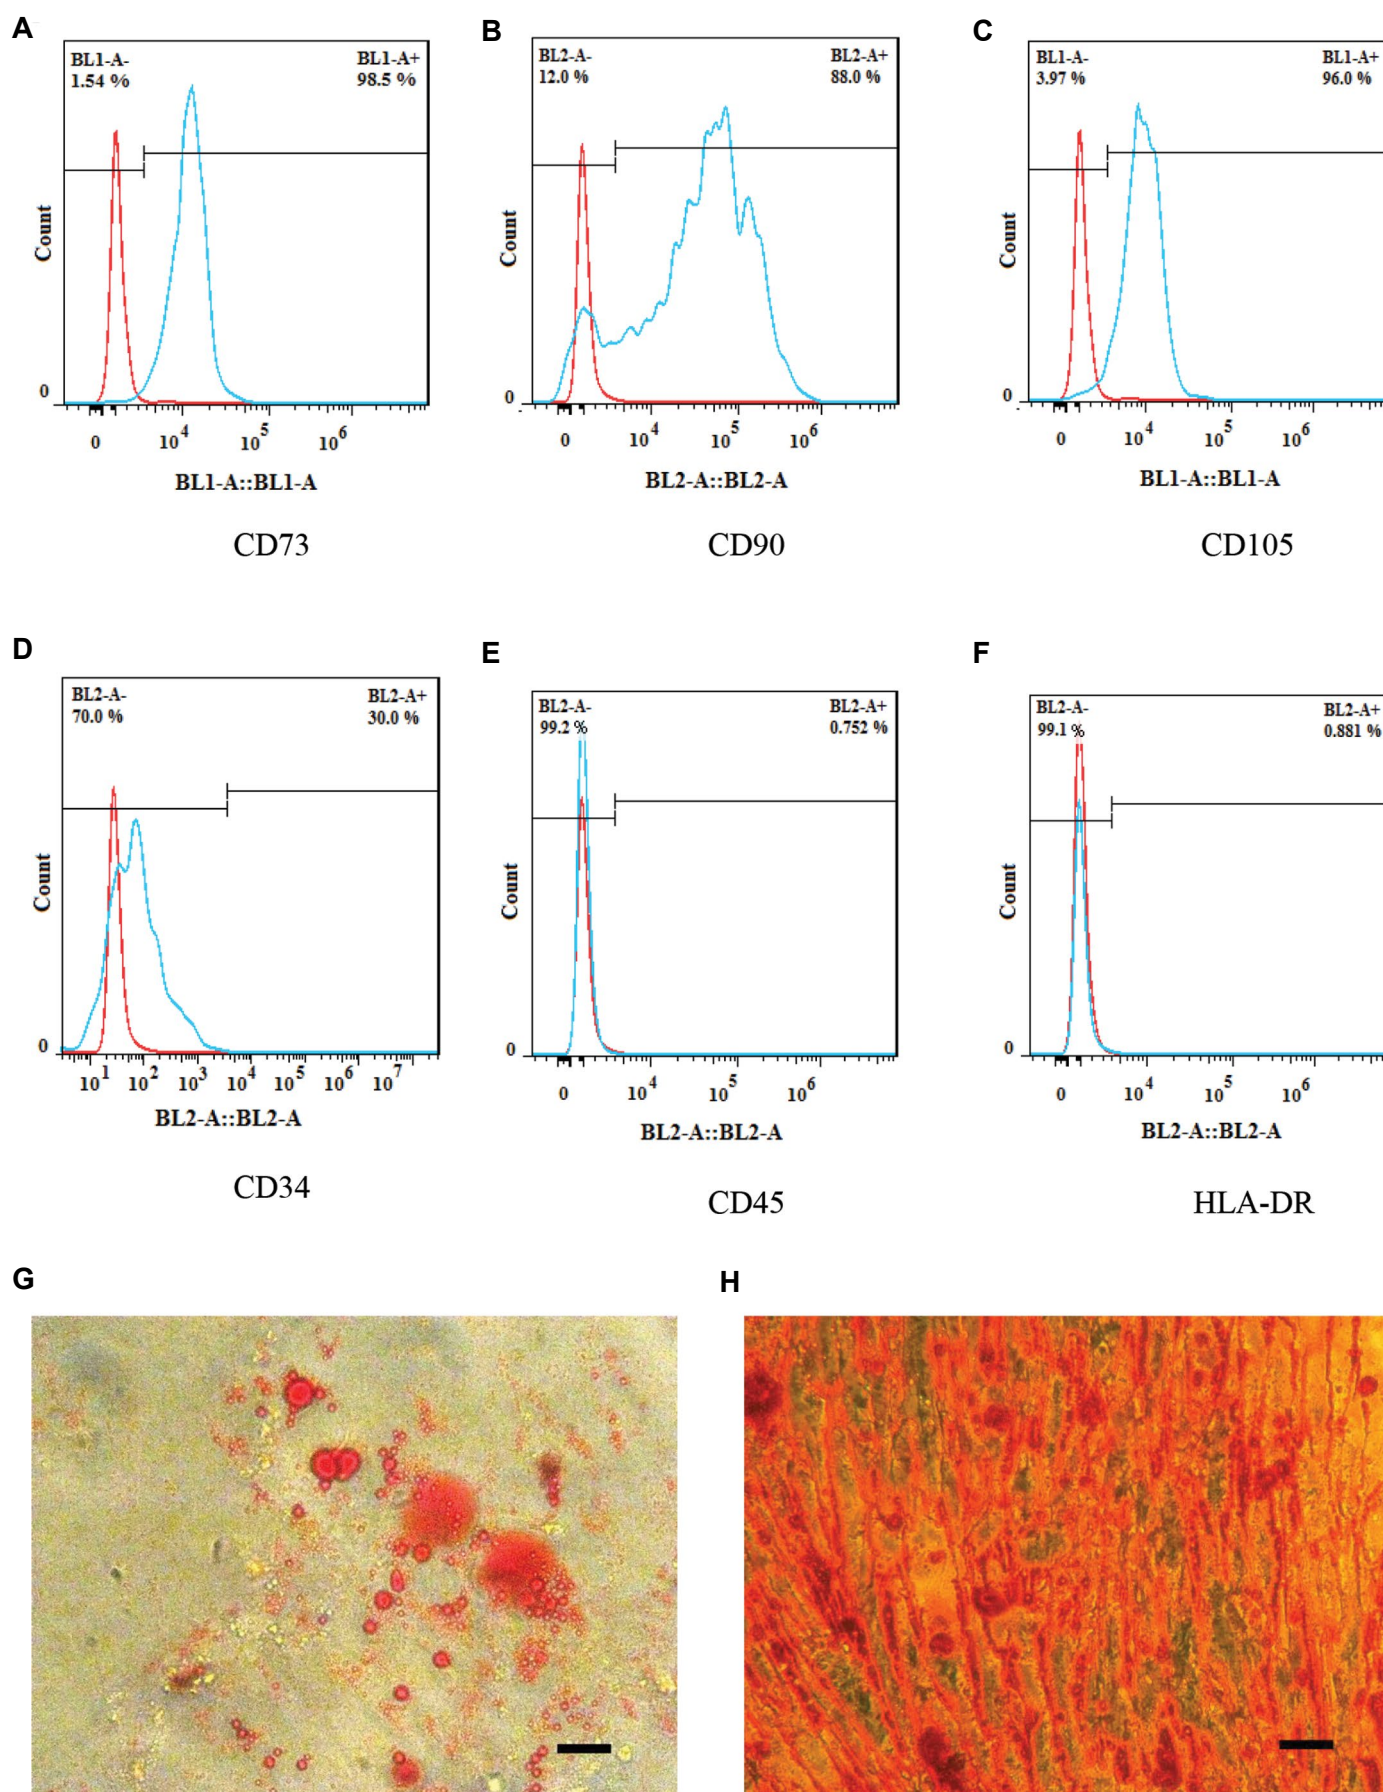 A
BL1-A-
1.54 %
BL1-A+
98.5 %
Count
0
0 10^4 10^5 10^6
BL1-A::BL1-A
CD73
B
BL2-A-
12.0 %
BL2-A+
88.0 %
Count
0
0 10^4 10^5 10^6
BL2-A::BL2-A
CD90
C
BL1-A-
3.97 %
BL1-A+
96.0 %
Count
0
0 10^4 10^5 10^6
BL1-A::BL1-A
CD105
D
BL2-A-
70.0 %
BL2-A+
30.0 %
Count
0
10^1 10^2 10^3 10^4 10^5 10^6 10^7
BL2-A::BL2-A
CD34
E
BL2-A-
99.2 %
BL2-A+
0.752 %
Count
0
0 10^4 10^5 10^6
BL2-A::BL2-A
CD45
F
BL2-A-
99.1 %
BL2-A+
0.881 %
Count
0
0 10^4 10^5 10^6
BL2-A::BL2-A
HLA-DR
G
H